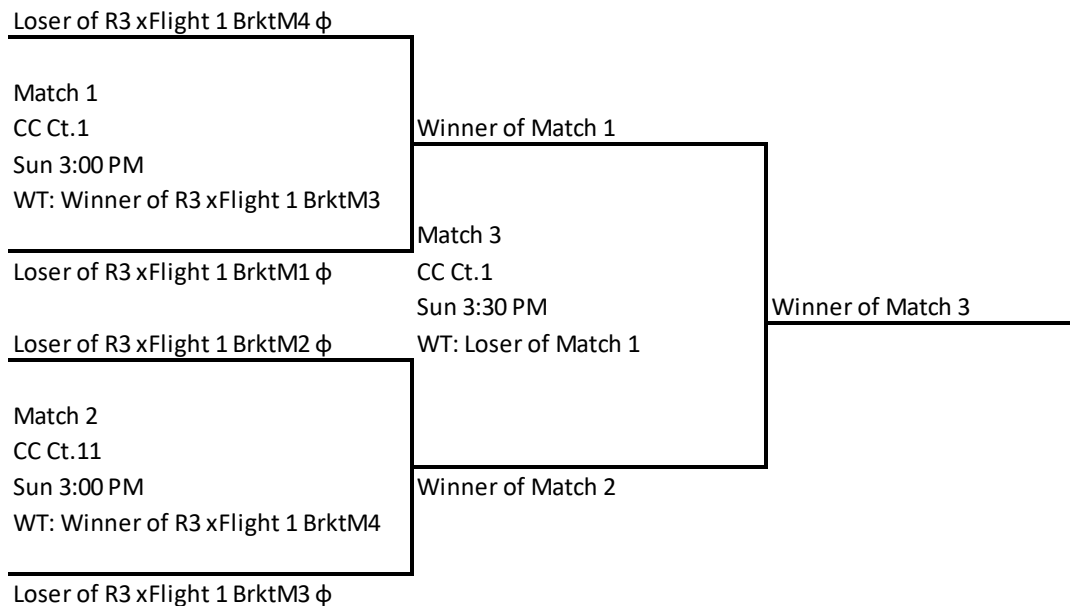 Loser of R3 xFlight 1 BrktM4 ф
Match 1
CC Ct.1
Sun 3:00 PM
WT: Winner of R3 xFlight 1 BrktM3
Loser of R3 xFlight 1 BrktM1 ф
Winner of Match 1
Match 3
CC Ct.1
Sun 3:30 PM
WT: Loser of Match 1
Loser of R3 xFlight 1 BrktM2 ф
Match 2
CC Ct.11
Sun 3:00 PM
WT: Winner of R3 xFlight 1 BrktM4
Loser of R3 xFlight 1 BrktM3 ф
Winner of Match 2
Winner of Match 3